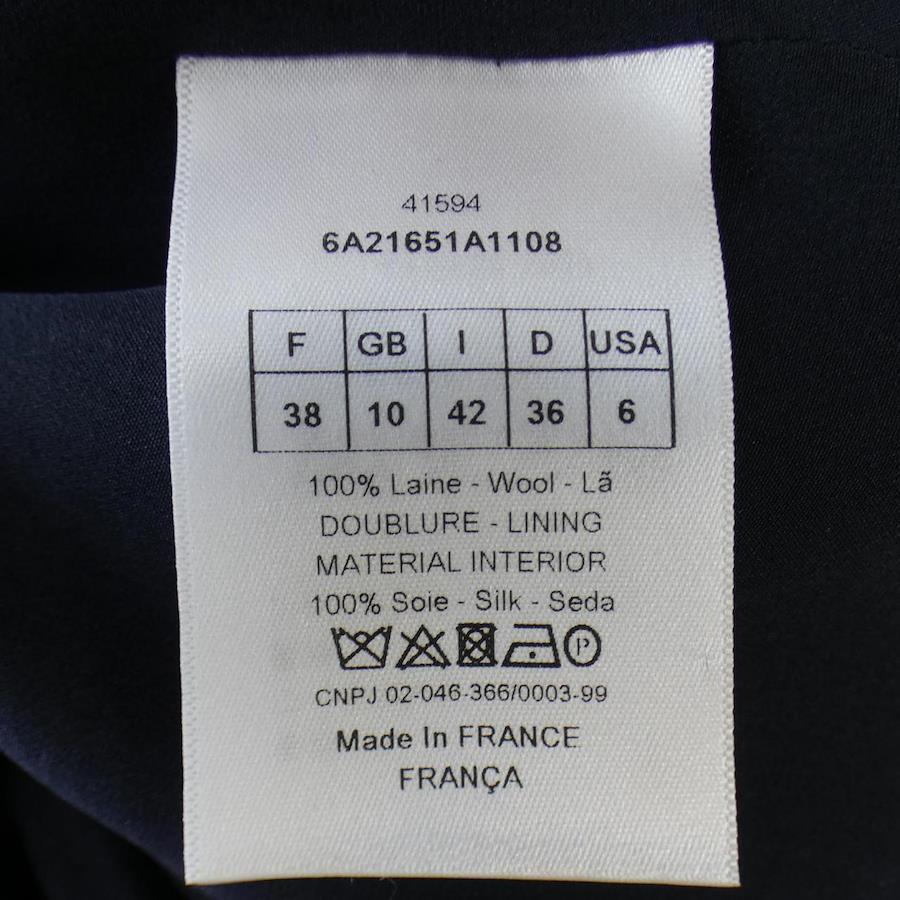 41594
6A21651A1108
F GB I D USA
38 10 42 36 6
100% Laine - Wool - Lã
DOUBLURE - LINING
MATERIAL INTERIOR
100% Soie - Silk - Seda
P
CNPJ 02-046-366/0003-99
Made In FRANCE
FRANÇA